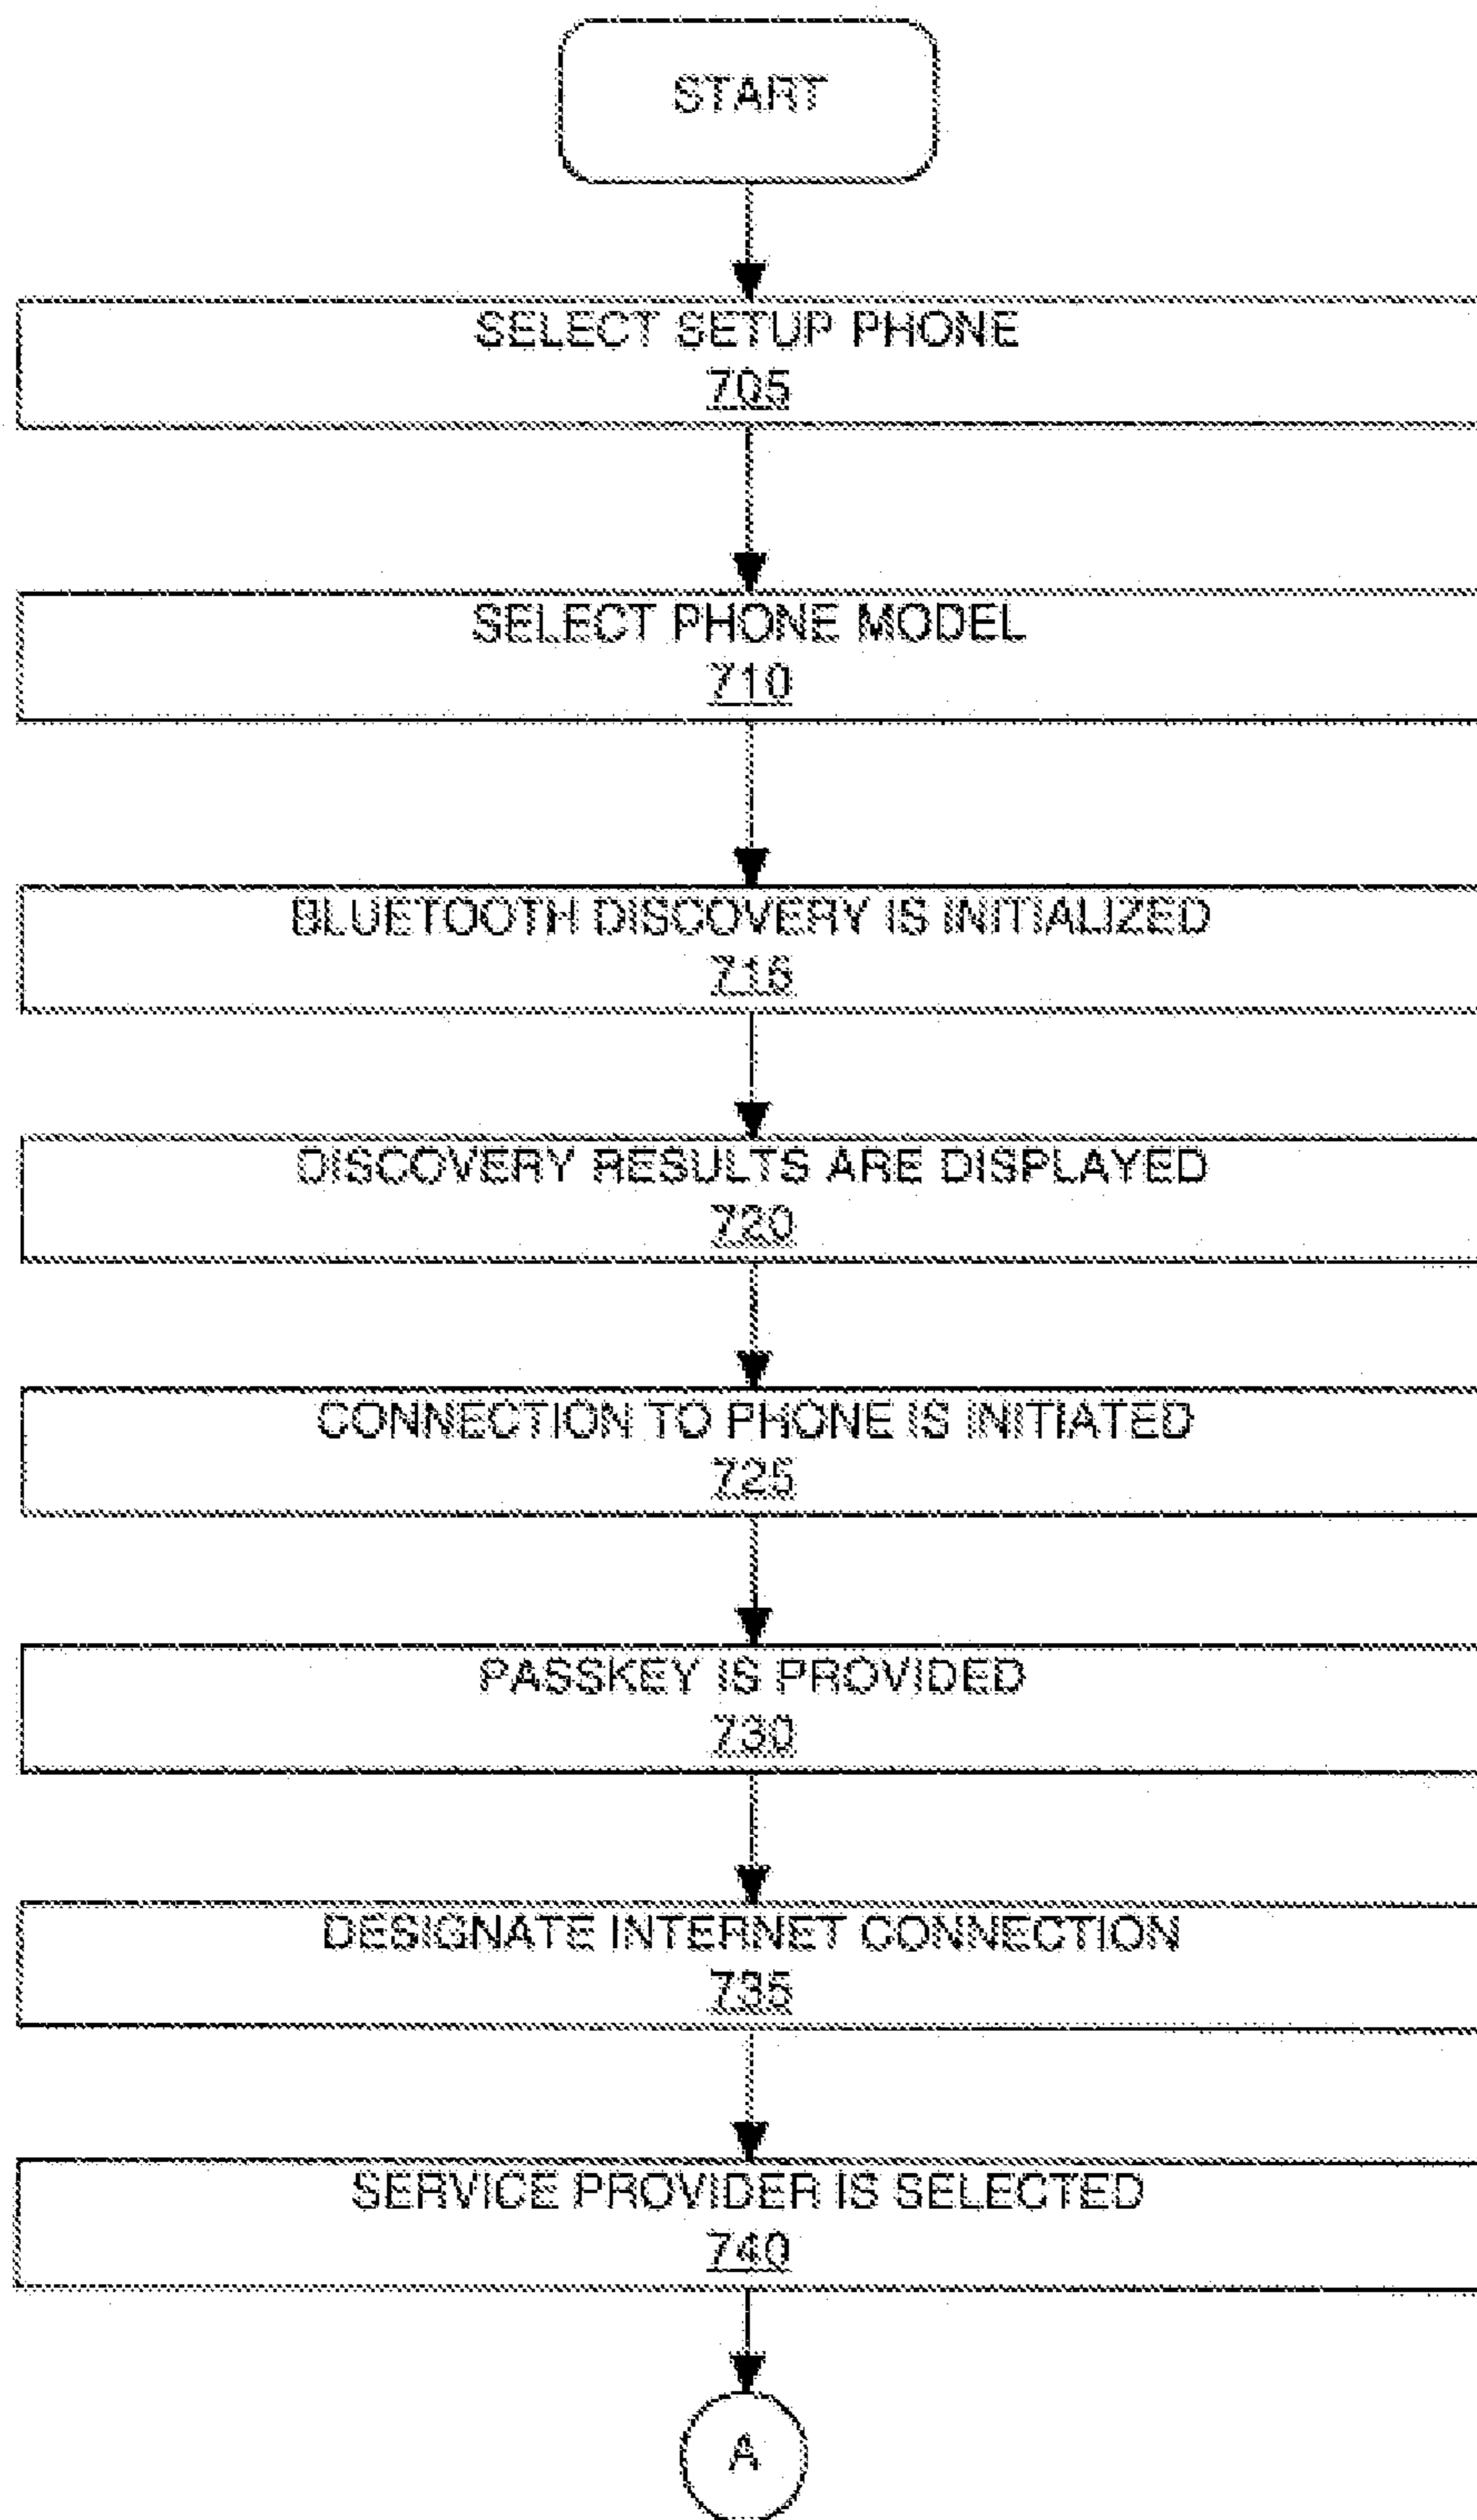 START
SELECT SETUP PHONE
705
SELECT PHONE MODEL
710
BLUETOOTH DISCOVERY IS INITIALIZED
715
DISCOVERY RESULTS ARE DISPLAYED
720
CONNECTION TO PHONE IS INITIATED
725
PASSKEY IS PROVIDED
730
DESIGNATE INTERNET CONNECTION
735
SERVICE PROVIDER IS SELECTED
740
A